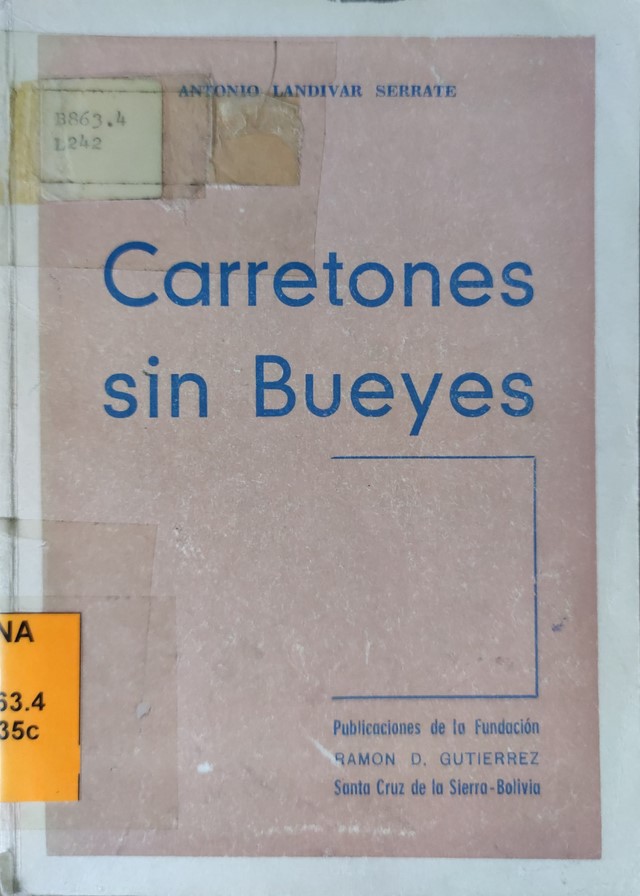 ANTONIO LANDIVAR SERRATE
B863.4
L242
Carretones
sin Bueyes
NA
63.4
35c
Publicaciones de la Fundación
RAMON D. GUTIERREZ
Santa Cruz de la Sierra-Bolivia